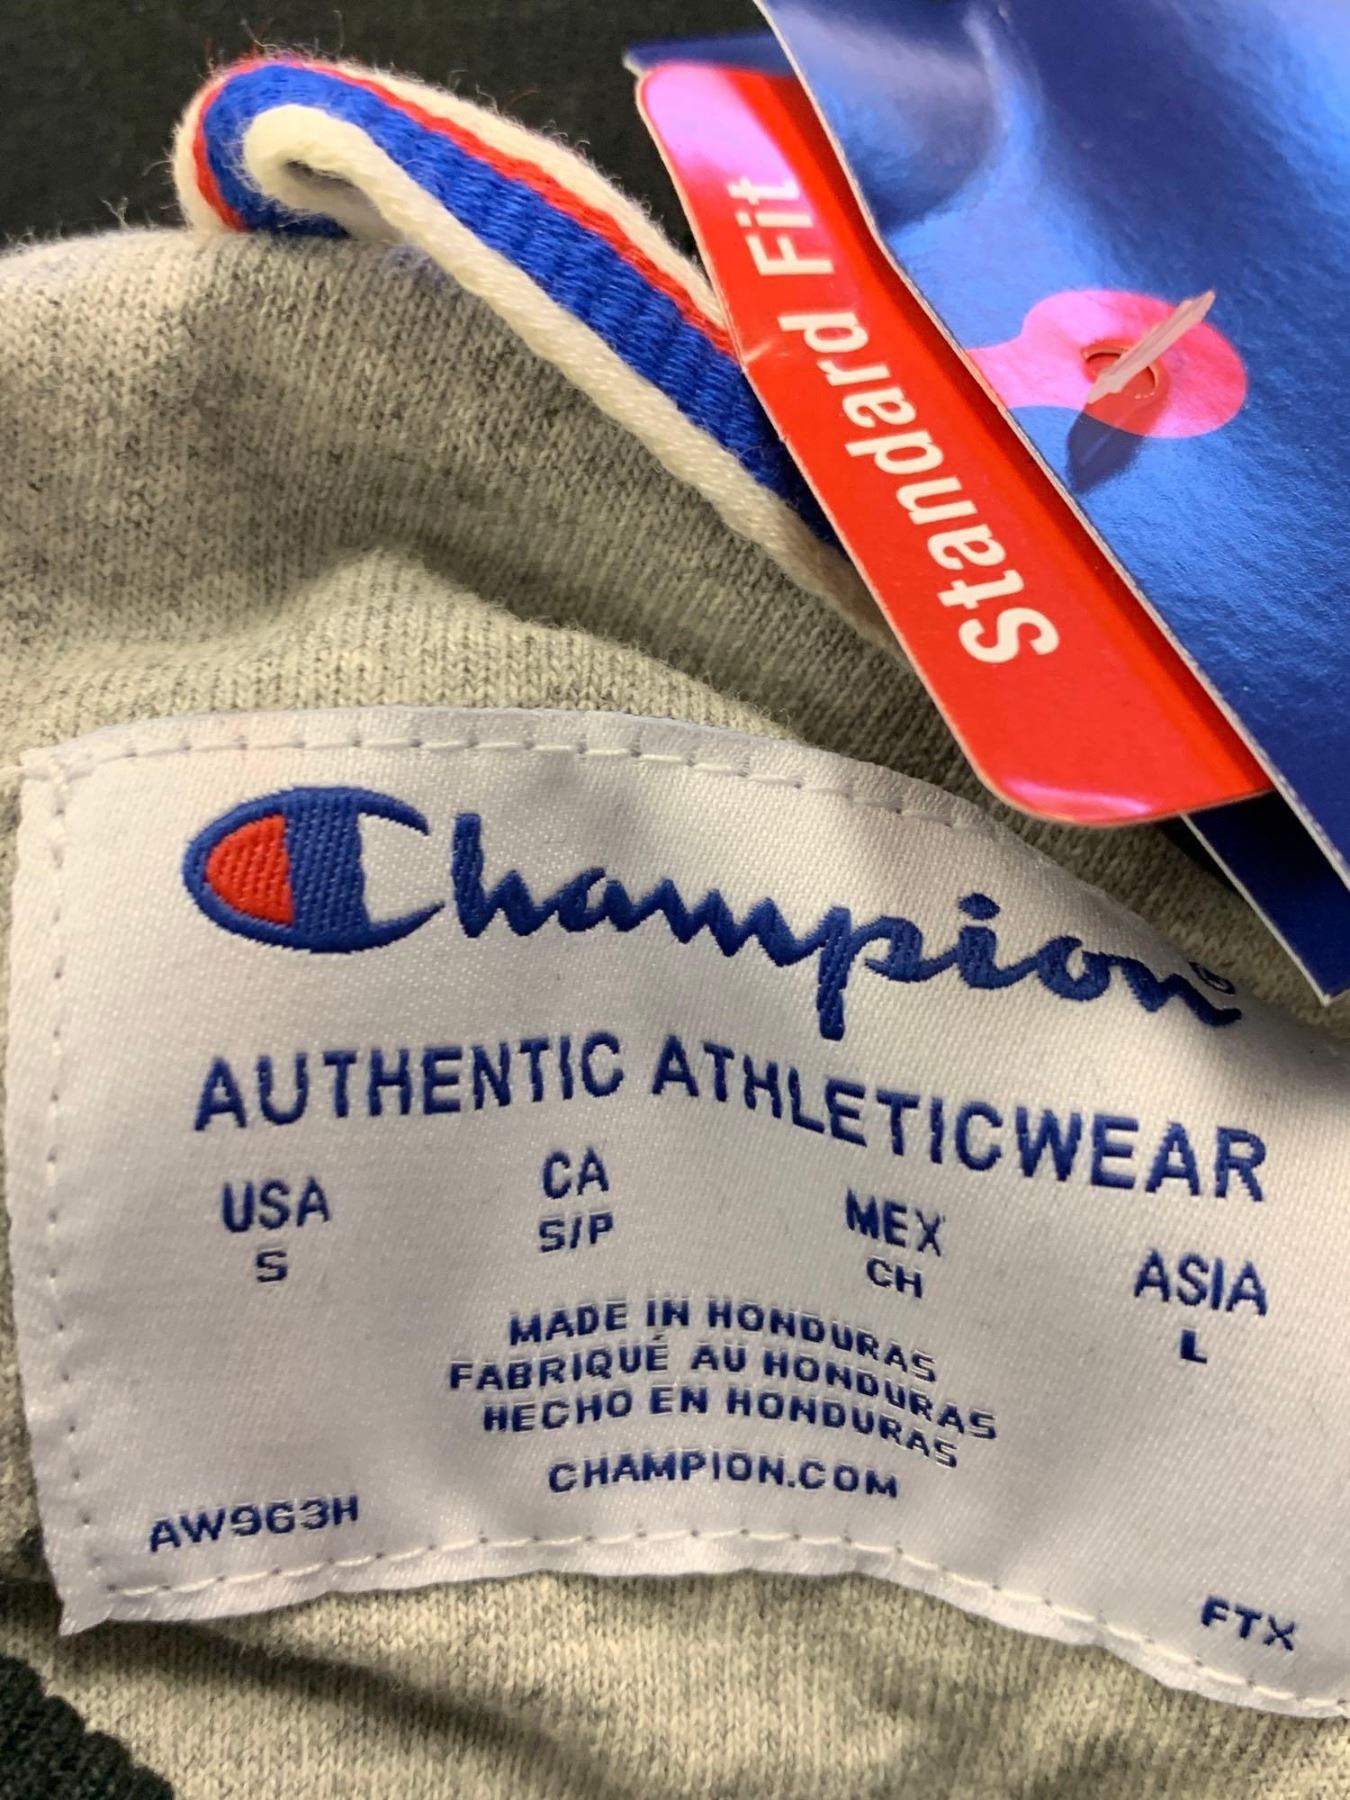 Standard Fit
Champion®
AUTHENTIC ATHLETICWEAR
USA CA MEX ASIA
S S/P CH L
MADE IN HONDURAS
FABRIQUÉ AU HONDURAS
HECHO EN HONDURAS
CHAMPION.COM
AW963H FTX